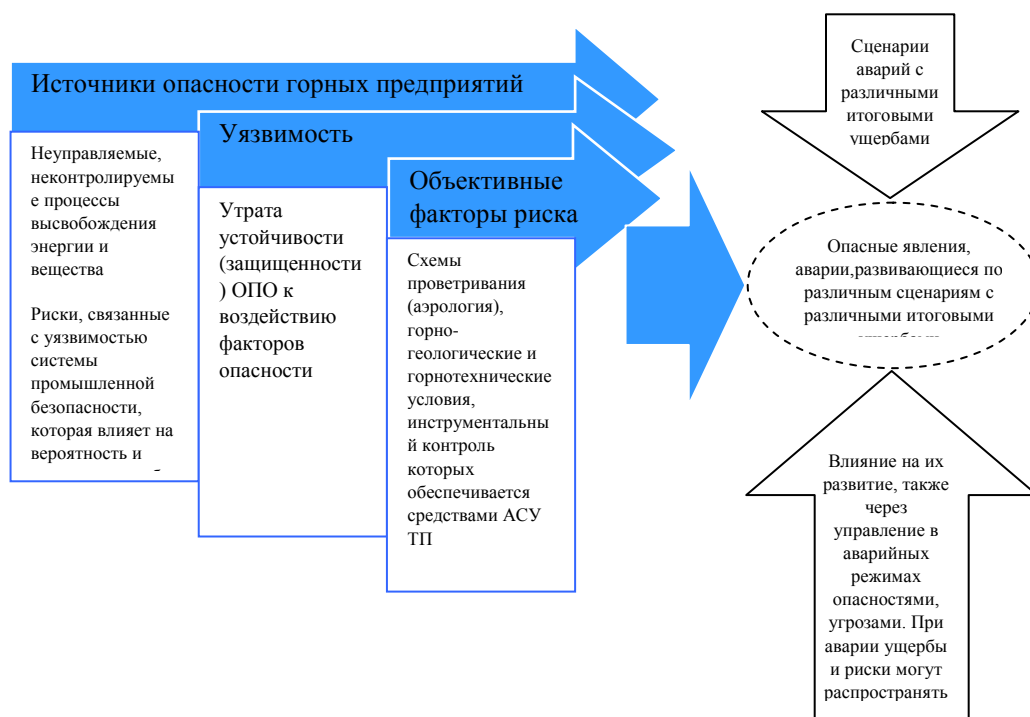 Источники опасности горных предприятий
Неуправляемые,
неконтролируемы
е процессы
высвобождения
энергии и
вещества
Риски, связанные
с уязвимостью
системы
промышленной
безопасности,
которая влияет на
вероятность и
Уязвимость
Утрата
устойчивости
(защищенности
) ОПО к
воздействию
факторов
опасности
Объективные
факторы риска
Схемы
проветривания
(аэрология),
горно-
геологические и
горнотехнические
условия,
инструментальны
й контроль
которых
обеспечивается
средствами АСУ
ТП
Сценарии
аварий с
различными
итоговыми
ущербами
Опасные явления,
аварии,развивающиеся по
различным сценариям с
различными итоговыми
Влияние на их
развитие, также
через
управление в
аварийных
режимах
опасностями,
угрозами. При
аварии ущербы
и риски могут
распространять